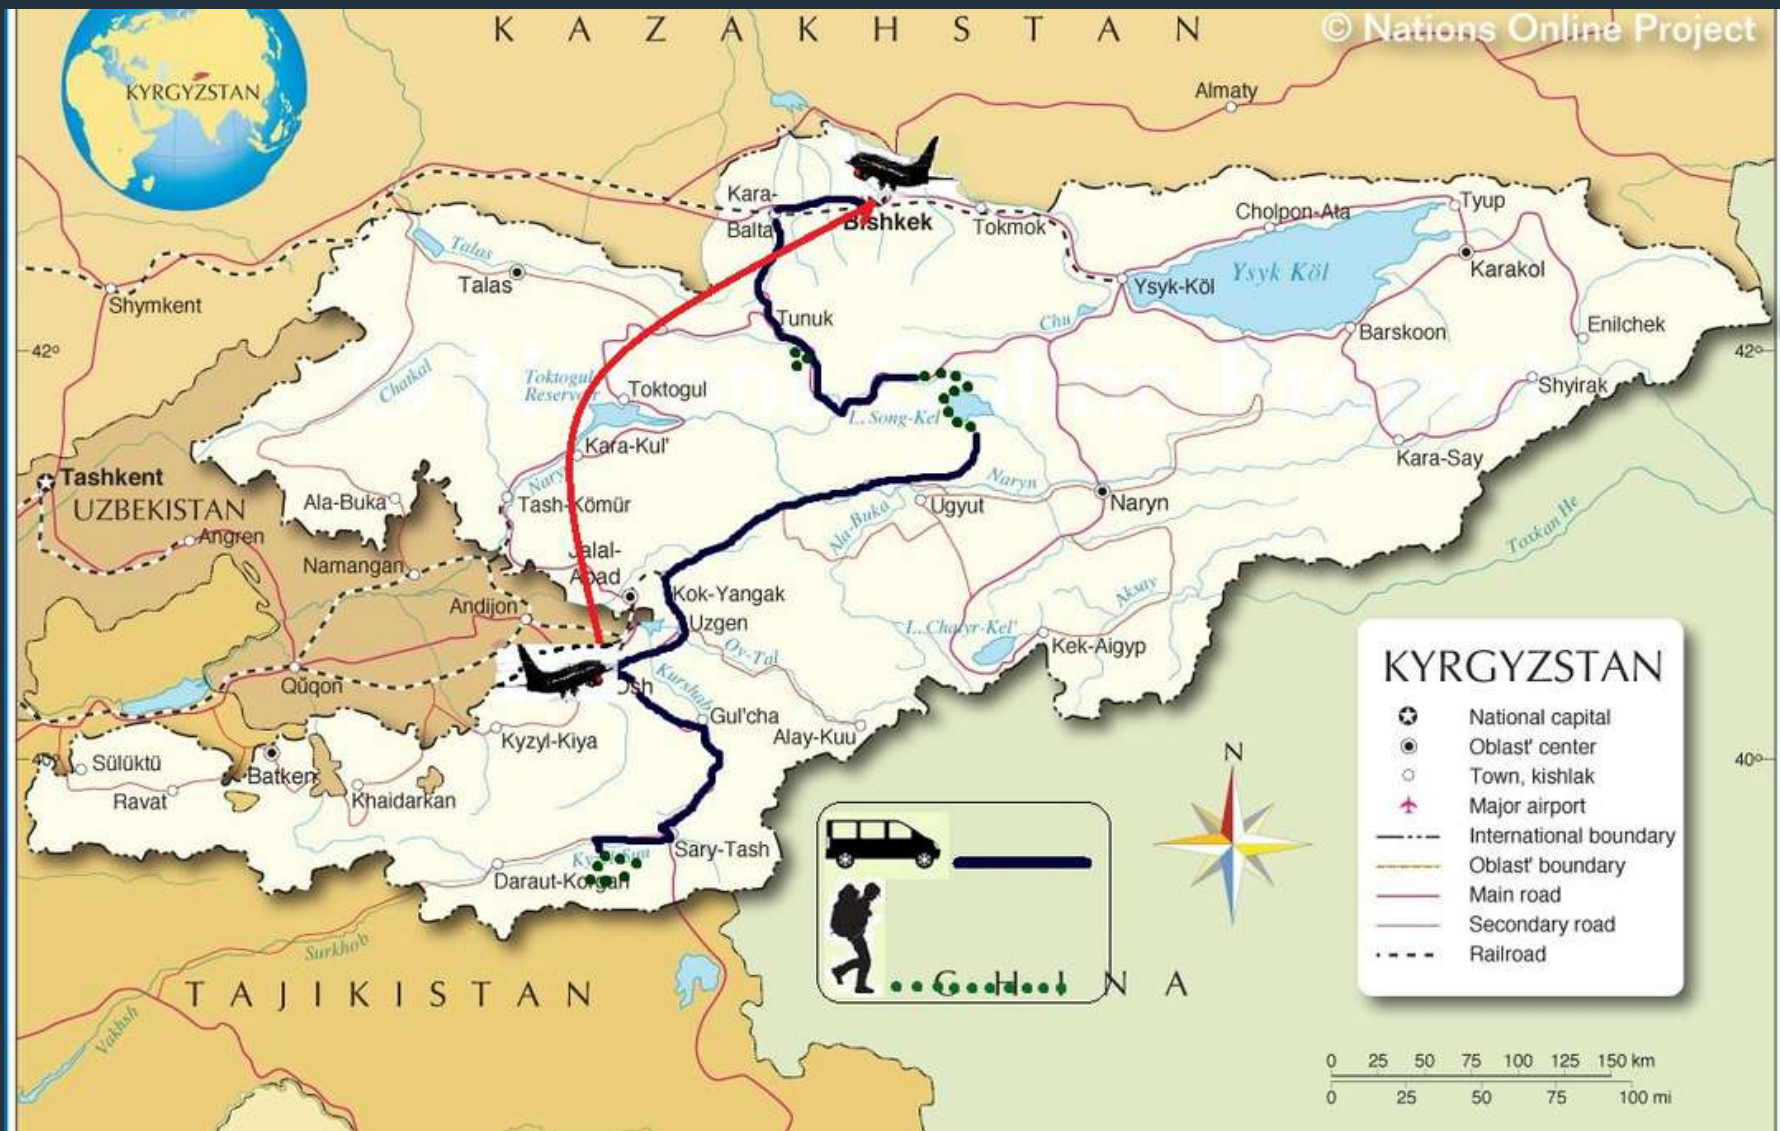 K A Z A K H S T A N
© Nations Online Project
KYRGYZSTAN
Almaty
Kara-
Balta
Bishkek
Tokmok
Cholpon-Ata
Tyup
Talas
Talas
Ysyk-Köl
Ysyk Köl
Karakol
Shymkent
Tunuk
Chu
Barskoon
Enilchek
42°
42°
Chatkal
Toktogul
Reservoir
Toktogul
L. Song-Kel
Shyirak
Kara-Kul'
Kara-Say
Tashkent
UZBEKISTAN
Naryn
Naryn
Ala-Buka
Tash-Kömür
Ala-Buka
Ugyut
Naryn
Taxkan He
Angren
Jalal-
Abad
Namangan
Kok-Yangak
Aksay
Andijon
Uzgen
L. Chatyr-Kel'
Kek-Aigyp
Ov-Tal
Kurshab
Qŭqon
Osh
Gul'cha
Kyzyl-Kiya
Alay-Kuu
40°
40°
Sülüktü
Batken
Ravat
Khaidarkan
Sary-Tash
Daraut-Korgan
Surkhob
T A J I K I S T A N
C H I N A
Vakhsh
N
KYRGYZSTAN
National capital
Oblast' center
Town, kishlak
Major airport
International boundary
Oblast' boundary
Main road
Secondary road
Railroad
0 25 50 75 100 125 150 km
0 25 50 75 100 mi